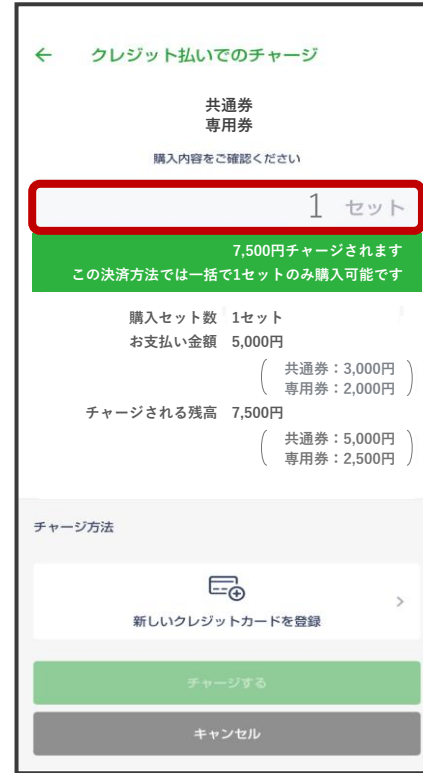 ← クレジット払いでのチャージ
共通券
専用券
購入内容をご確認ください
1 セット
7,500円チャージされます
この決済方法では一括で1セットのみ購入可能です
購入セット数 1セット
お支払い金額 5,000円
( 共通券：3,000円
専用券：2,000円 )
チャージされる残高 7,500円
( 共通券：5,000円
専用券：2,500円 )
チャージ方法
新しいクレジットカードを登録 >
チャージする
キャンセル